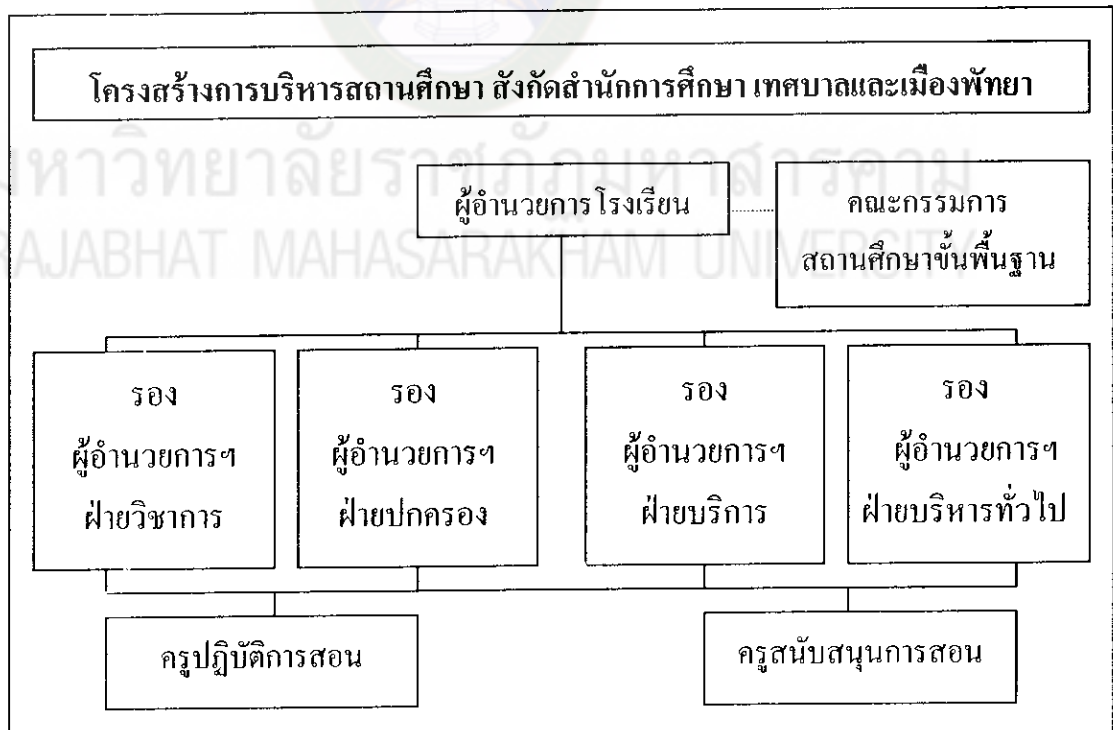 โครงสร้างการบริหารสถานศึกษา สังกัดสำนักการศึกษา เทศบาลและเมืองพัทยา
มหาวิทยาลัยราชภัฏมหาสารคาม
RAJABHAT MAHASARAKHAM UNIVERSITY
ผู้อำนวยการโรงเรียน
คณะกรรมการ
สถานศึกษาขั้นพื้นฐาน
รอง
ผู้อำนวยการฯ
ฝ่ายวิชาการ
รอง
ผู้อำนวยการฯ
ฝ่ายปกครอง
รอง
ผู้อำนวยการฯ
ฝ่ายบริการ
รอง
ผู้อำนวยการฯ
ฝ่ายบริหารทั่วไป
ครูปฏิบัติการสอน
ครูสนับสนุนการสอน